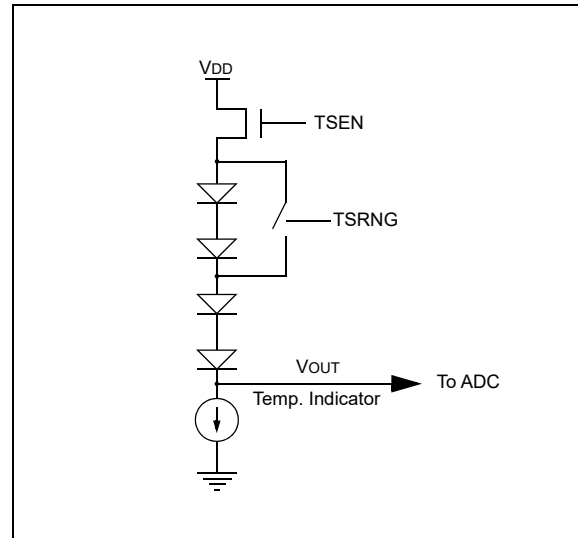 VDD
TSEN
TSRNG
VOUT
To ADC
Temp. Indicator